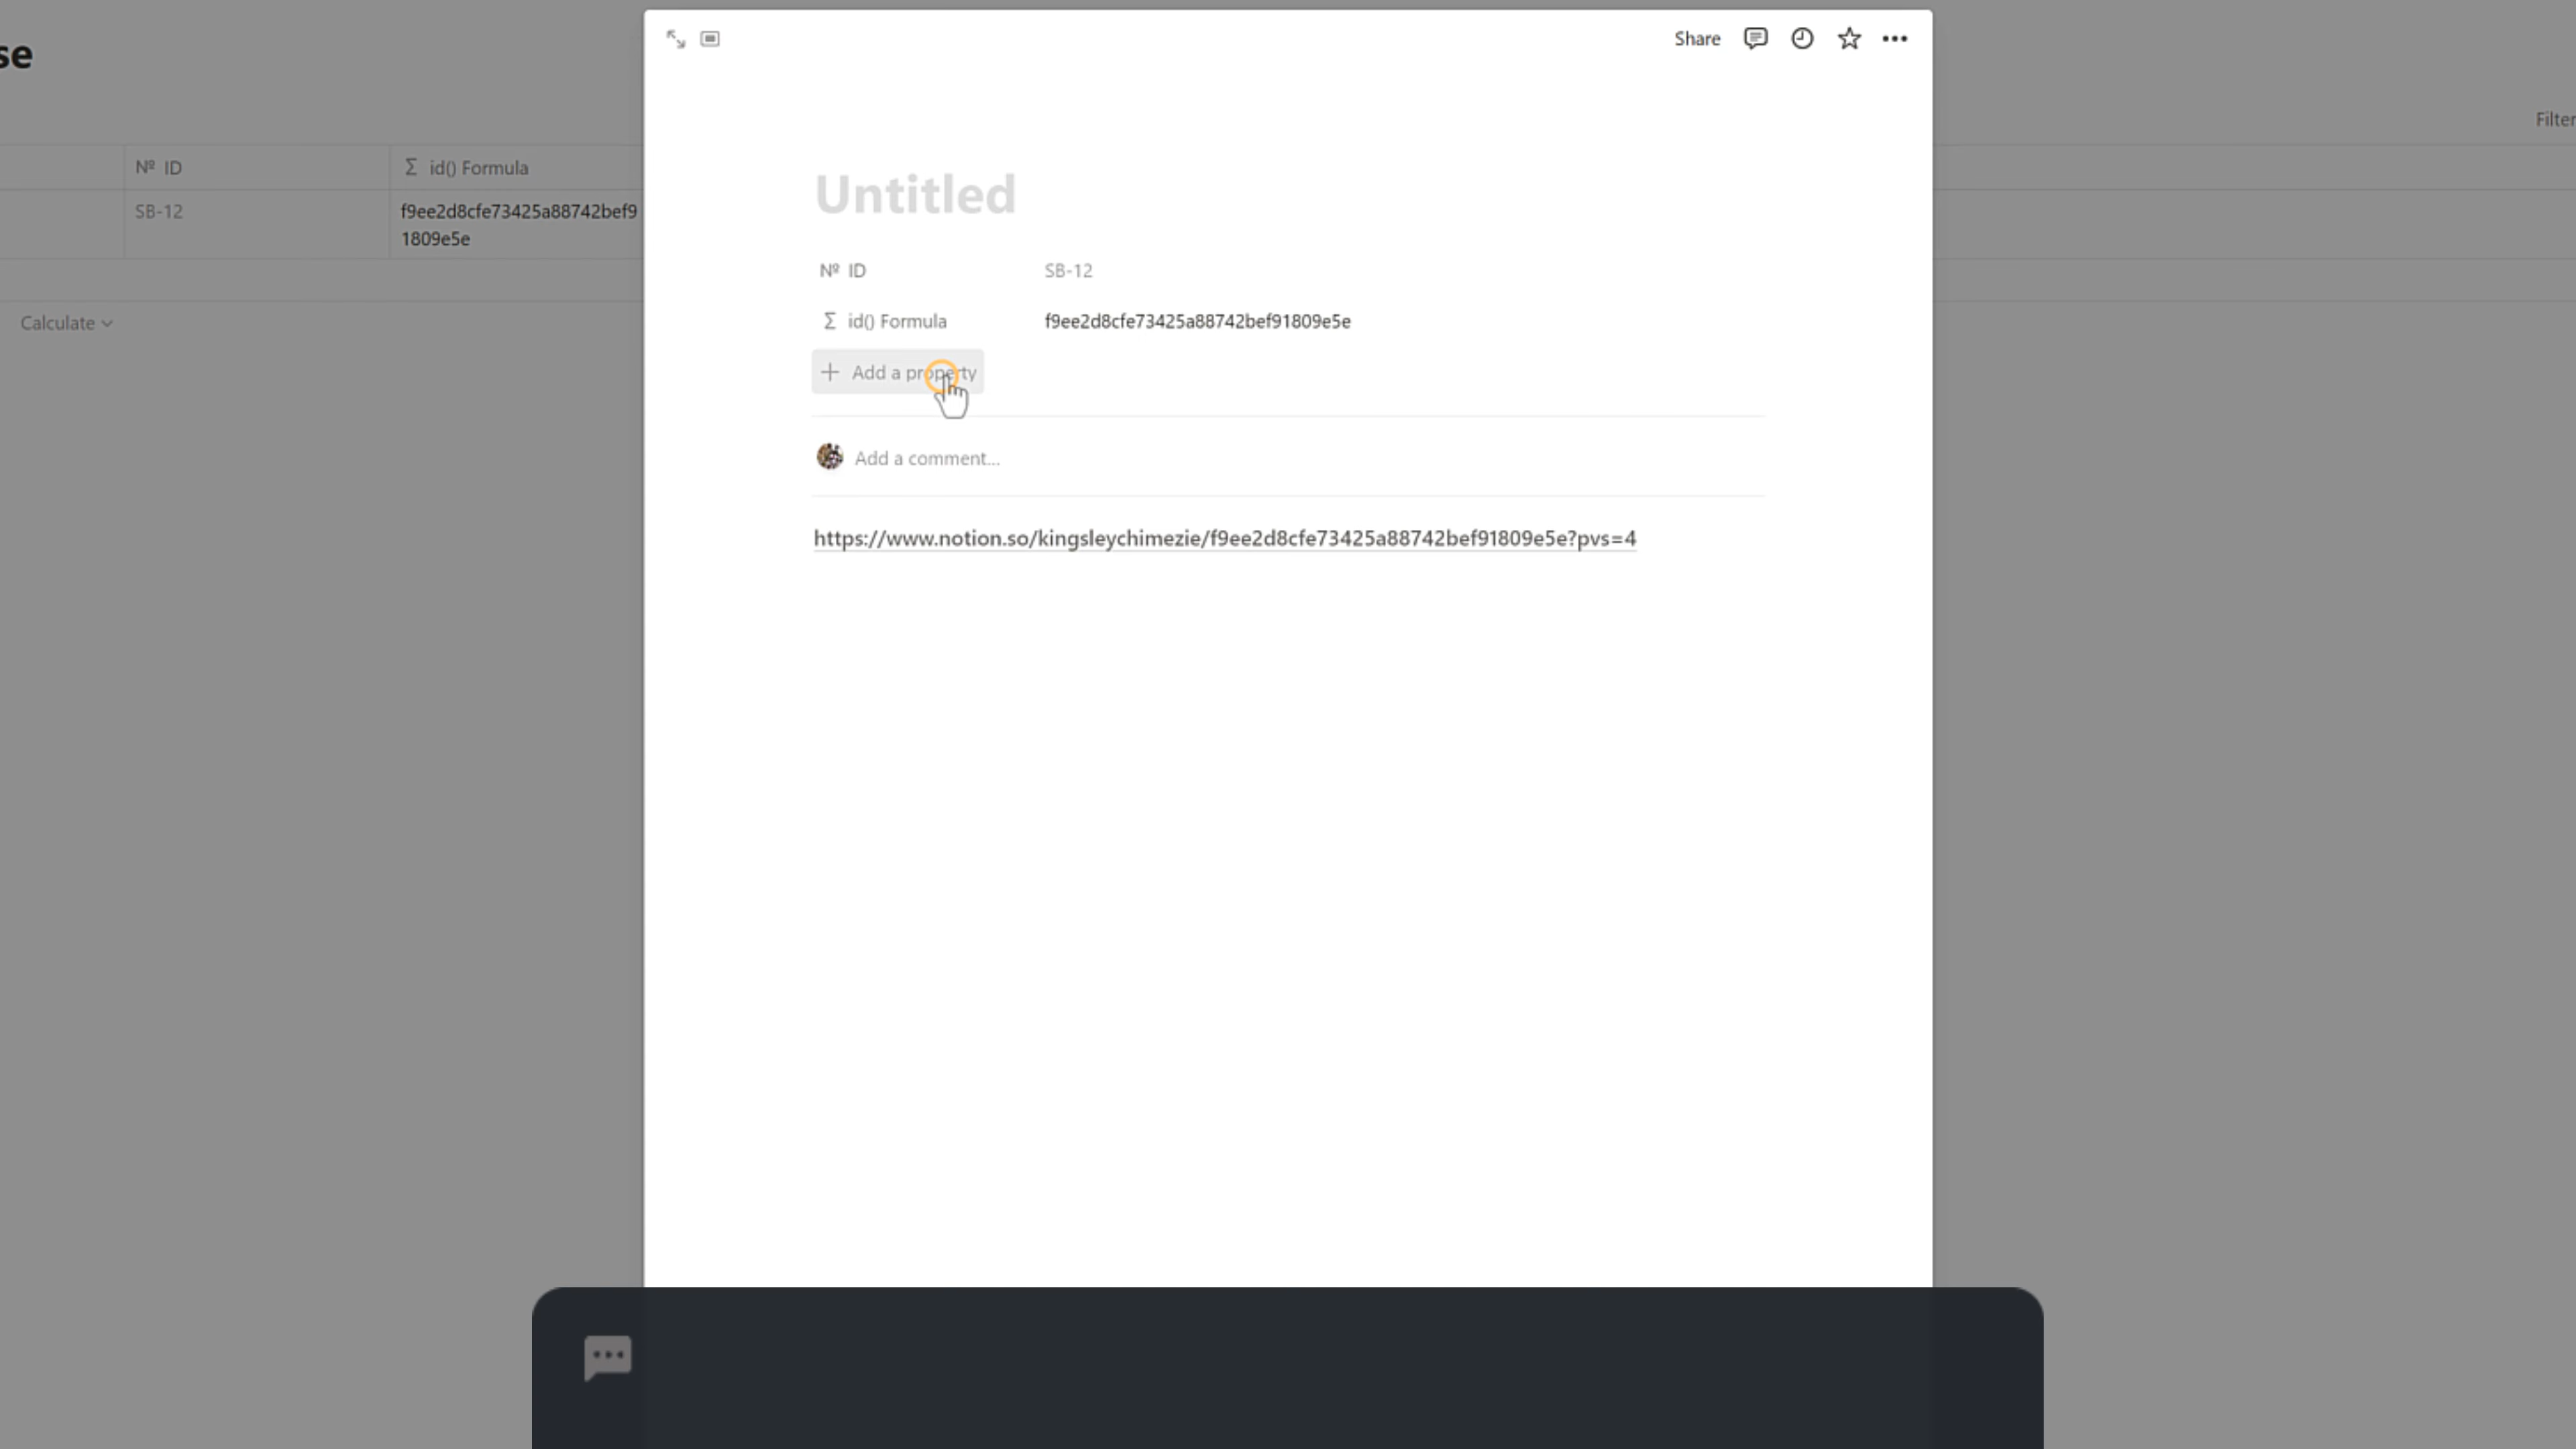 se
Share
Filter
Untitled
Nº ID
Σ id() Formula
SB-12
f9ee2d8cfe73425a88742bef9
1809e5e
Calculate
Nº ID SB-12
Σ id() Formula f9ee2d8cfe73425a88742bef91809e5e
+ Add a property
Add a comment...
https://www.notion.so/kingsleychimezie/f9ee2d8cfe73425a88742bef91809e5e?pvs=4